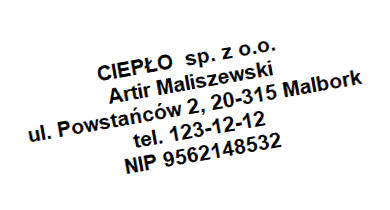 CIEPŁO sp. z o.o.
Artir Maliszewski
ul. Powstańców 2, 20-315 Malbork
tel. 123-12-12
NIP 9562148532